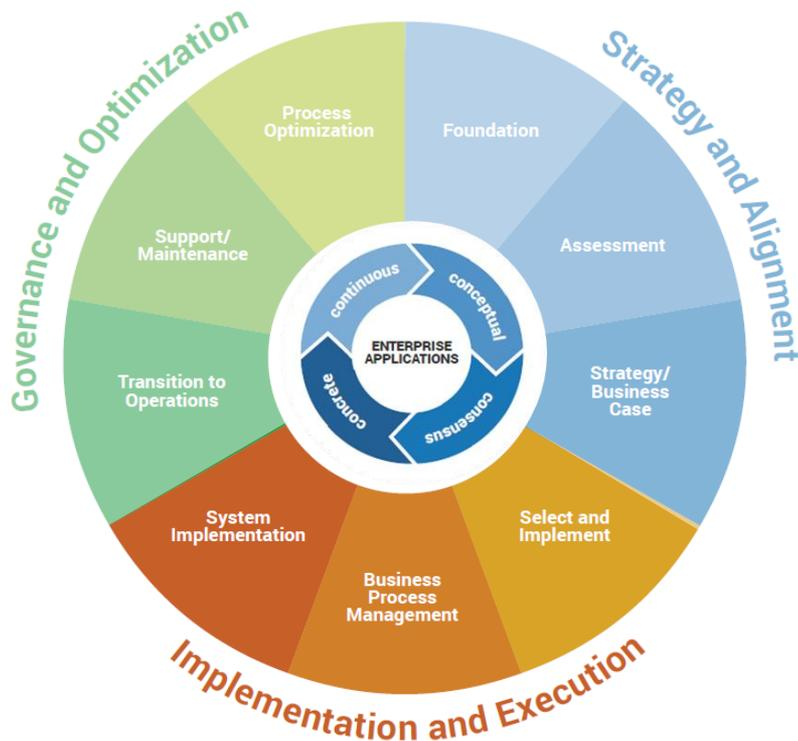 Governance and Optimization
Strategy and Alignment
Process
Optimization
Foundation
Support/
Maintenance
Assessment
continuous
conceptual
ENTERPRISE
APPLICATIONS
concrete
consensus
Transition to
Operations
Strategy/
Business
Case
System
Implementation
Select and
Implement
Business
Process
Management
Implementation and Execution